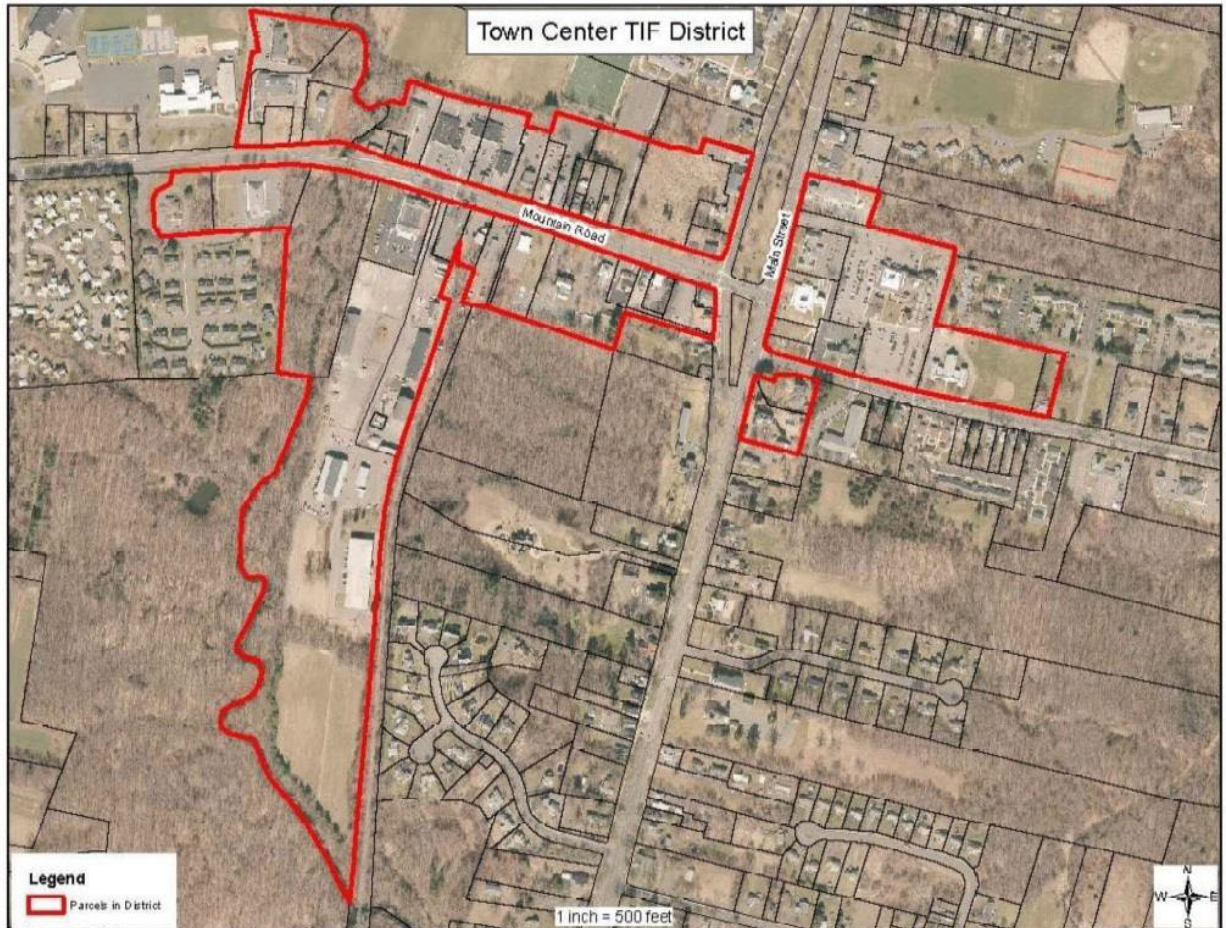 Town Center TIF District
Mountain Road
Main Street
Legend
Parcels in District
1 inch = 500 feet
N
W
E
S